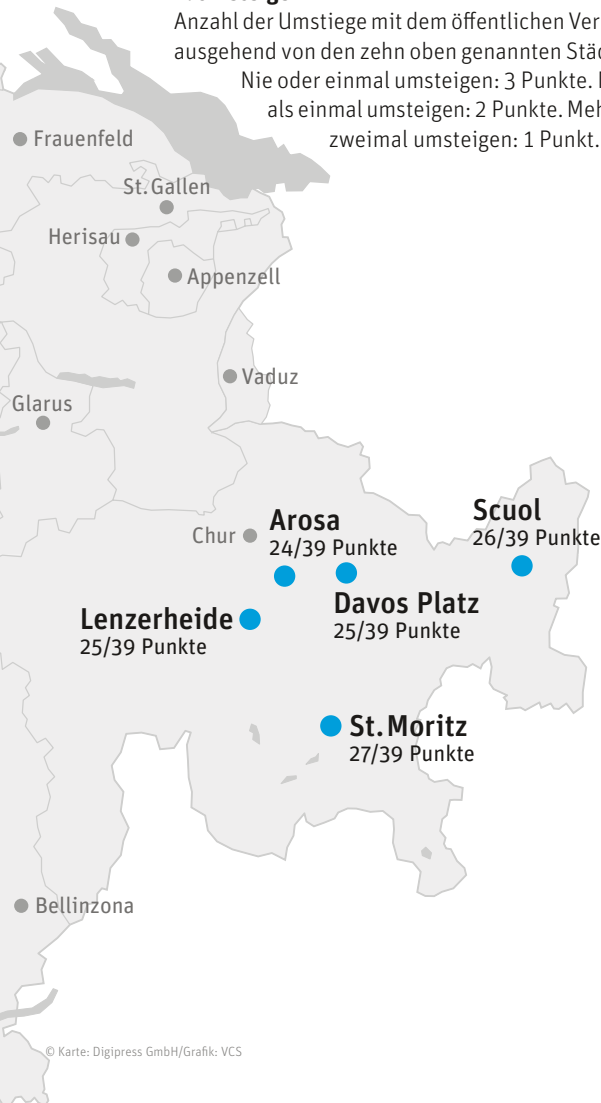 Anzahl der Umstiege mit dem öffentlichen
ausgehend von den zehn oben genannten
Nie oder einmal umsteigen: 3 Punkte.
als einmal umsteigen: 2 Punkte.
zweimal umsteigen: 1 Punkt.
Frauenfeld
St.Gallen
Herisau
Appenzell
Vaduz
Glarus
Chur
Arosa
24/39 Punkte
Scuol
26/39 Punkte
Lenzerheide
25/39 Punkte
Davos Platz
25/39 Punkte
St.Moritz
27/39 Punkte
Bellinzona
© Karte: Digipress GmbH/Grafik: VCS